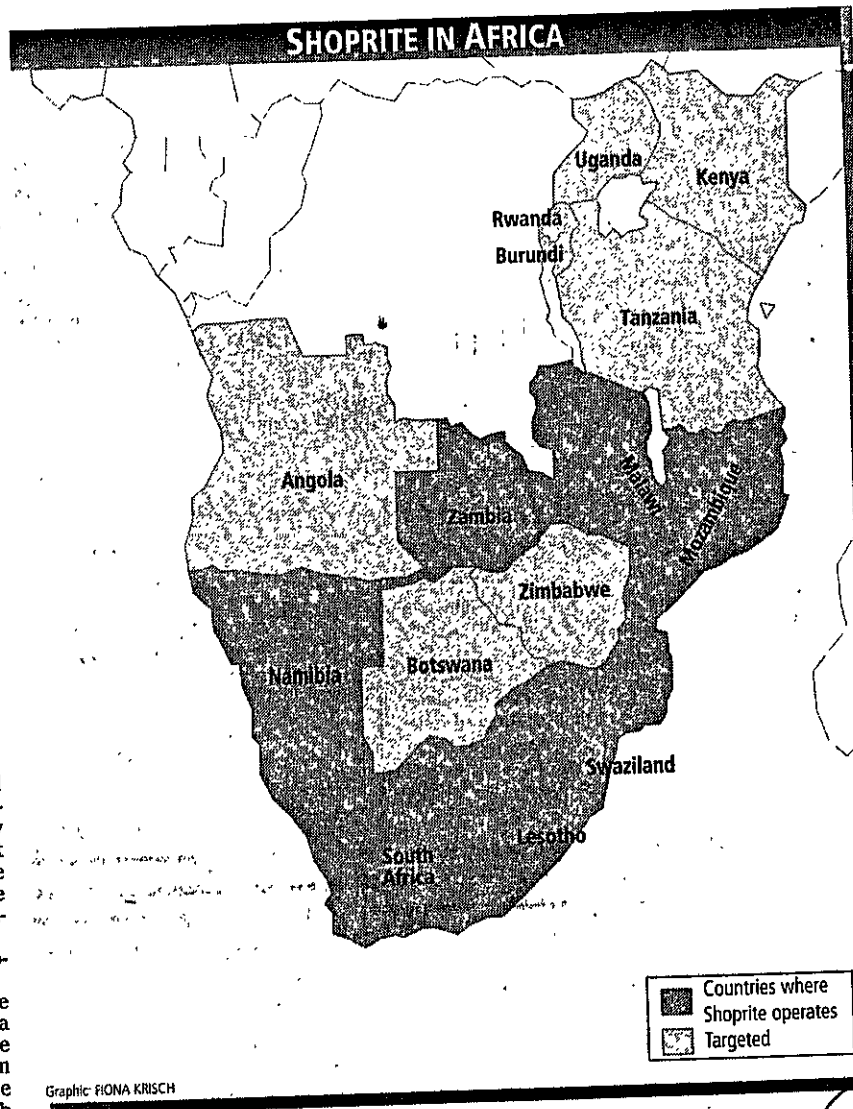 SHOPRITE IN AFRICA
Uganda
Kenya
Rwanda
Burundi
Tanzania
Angola
Zambia
Malawi
Mozambique
Zimbabwe
Namibia
Botswana
Swaziland
Lesotho
South
Africa
Countries where
Shoprite operates
Targeted
Graphic: FIONA KRISCH